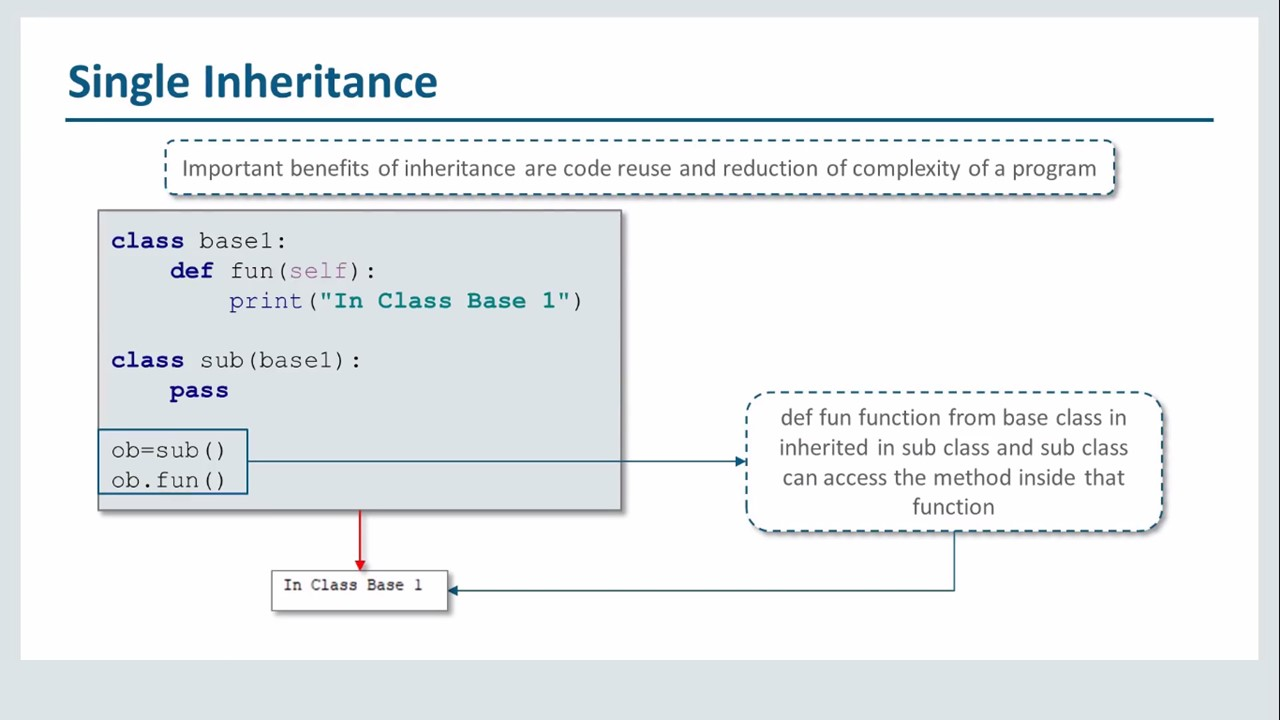 Single Inheritance
Important benefits of inheritance are code reuse and reduction of complexity of a program
class base1:
    def fun(self):
        print("In Class Base 1")
class sub(base1):
    pass
ob=sub()
ob.fun()
def fun function from base class in
inherited in sub class and sub class
can access the method inside that
function
In Class Base 1